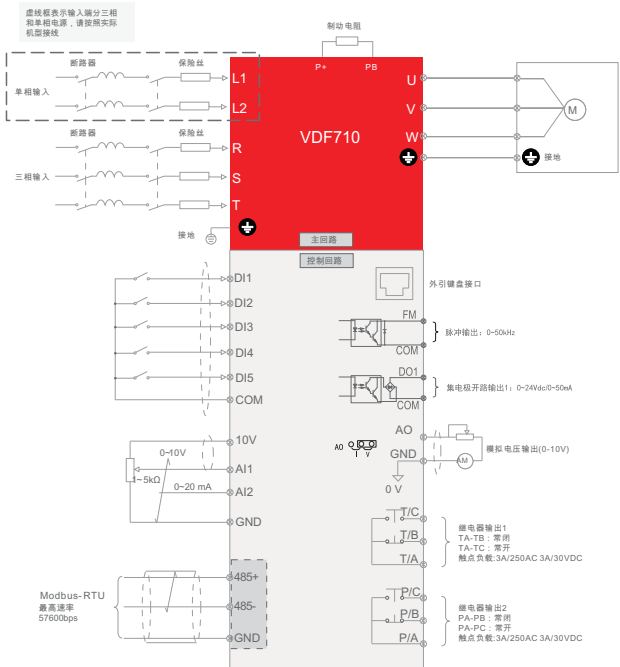 虚线框表示输入端分三相
和单相电源，请按照实际
机型接线
制动电阻
P+
PB
断路器
保险丝
单相输入
L1
L2
断路器
保险丝
三相输入
R
S
T
接地
VDF710
U
V
W
M
接地
主回路
控制回路
DI1
DI2
DI3
DI4
DI5
COM
外引键盘接口
FM
COM
脉冲输出：0~50kHz
DO1
COM
集电极开路输出1：0~24Vdc/0~50mA
10V
0~10V
AI1
1~5kΩ
0~20 mA
AI2
GND
AO
I
V
AO
GND
0 V
AM
模拟电压输出(0-10V)
T/C
T/B
T/A
继电器输出1
TA-TB：常闭
TA-TC：常开
触点负载:3A/250AC 3A/30VDC
485+
485-
GND
Modbus-RTU
最高速率
57600bps
P/C
P/B
P/A
继电器输出2
PA-PB：常闭
PA-PC：常开
触点负载:3A/250AC 3A/30VDC